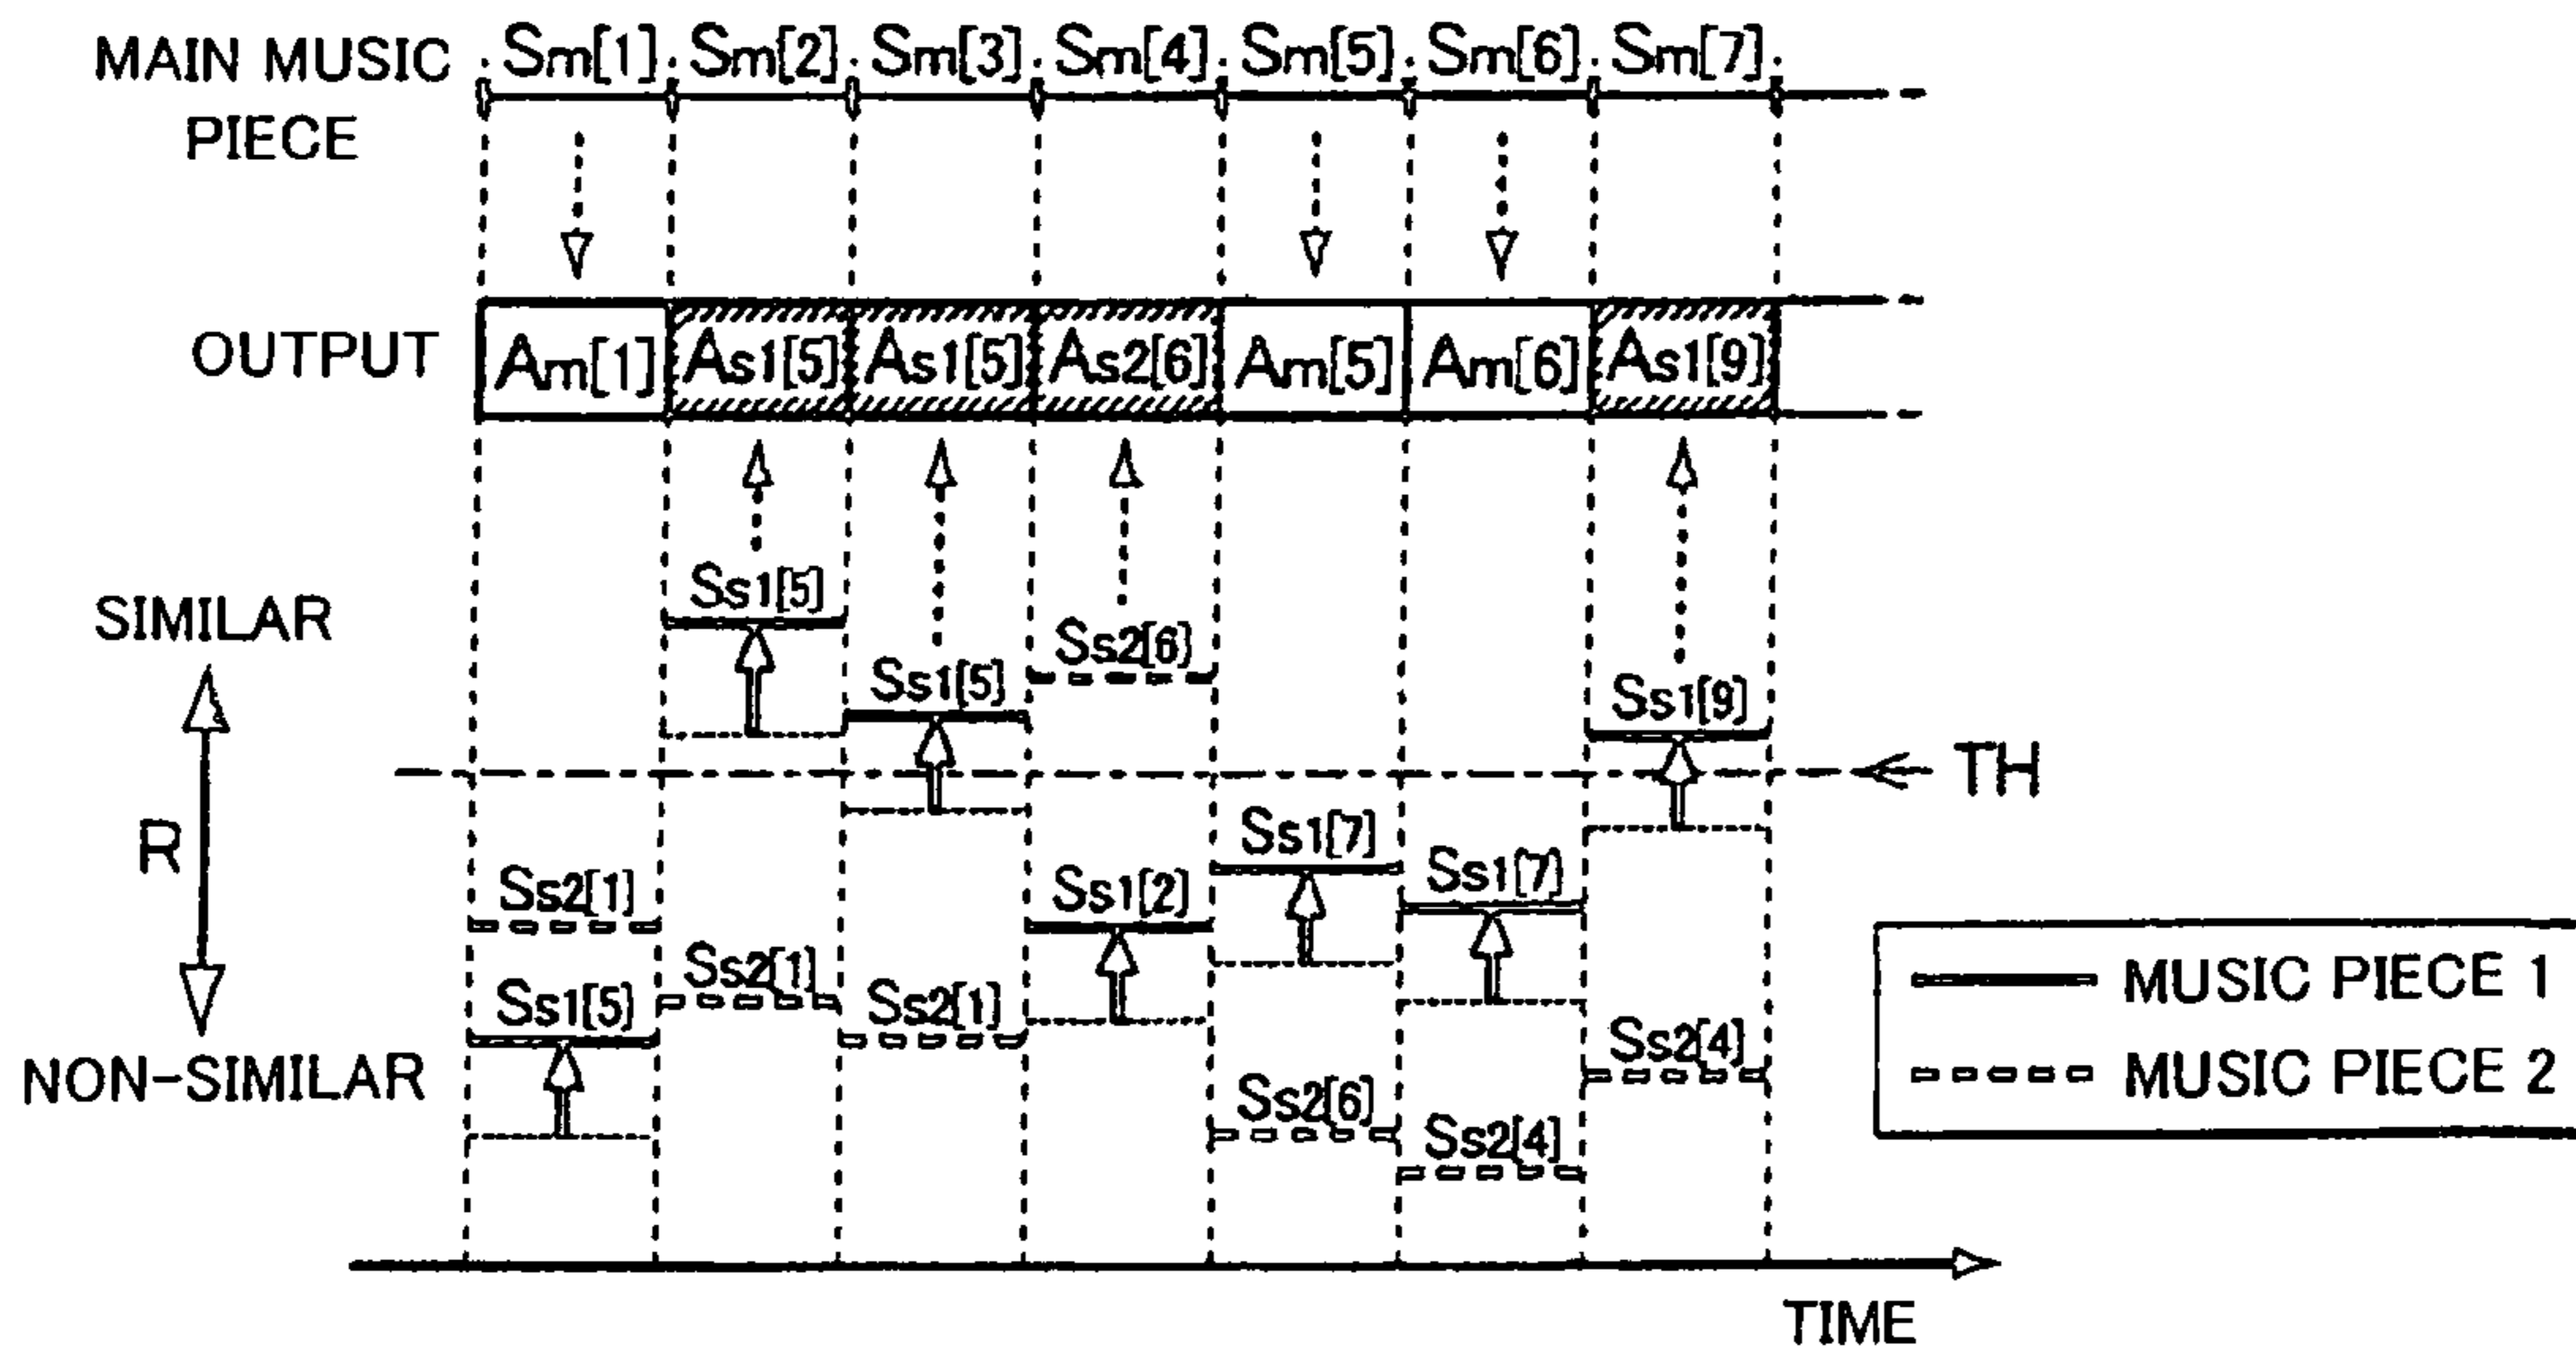 MAIN MUSIC PIECE
Sm[1] Sm[2] Sm[3] Sm[4] Sm[5] Sm[6] Sm[7]
OUTPUT
Am[1] As1[5] As1[5] As2[6] Am[5] Am[6] As1[9]
SIMILAR
R
NON-SIMILAR
Ss2[1]
Ss1[5]
Ss1[5]
Ss2[1]
Ss1[5]
Ss2[1]
Ss2[6]
Ss1[2]
Ss1[7]
Ss2[6]
Ss1[7]
Ss2[4]
Ss1[9]
Ss2[4]
TH
MUSIC PIECE 1
MUSIC PIECE 2
TIME